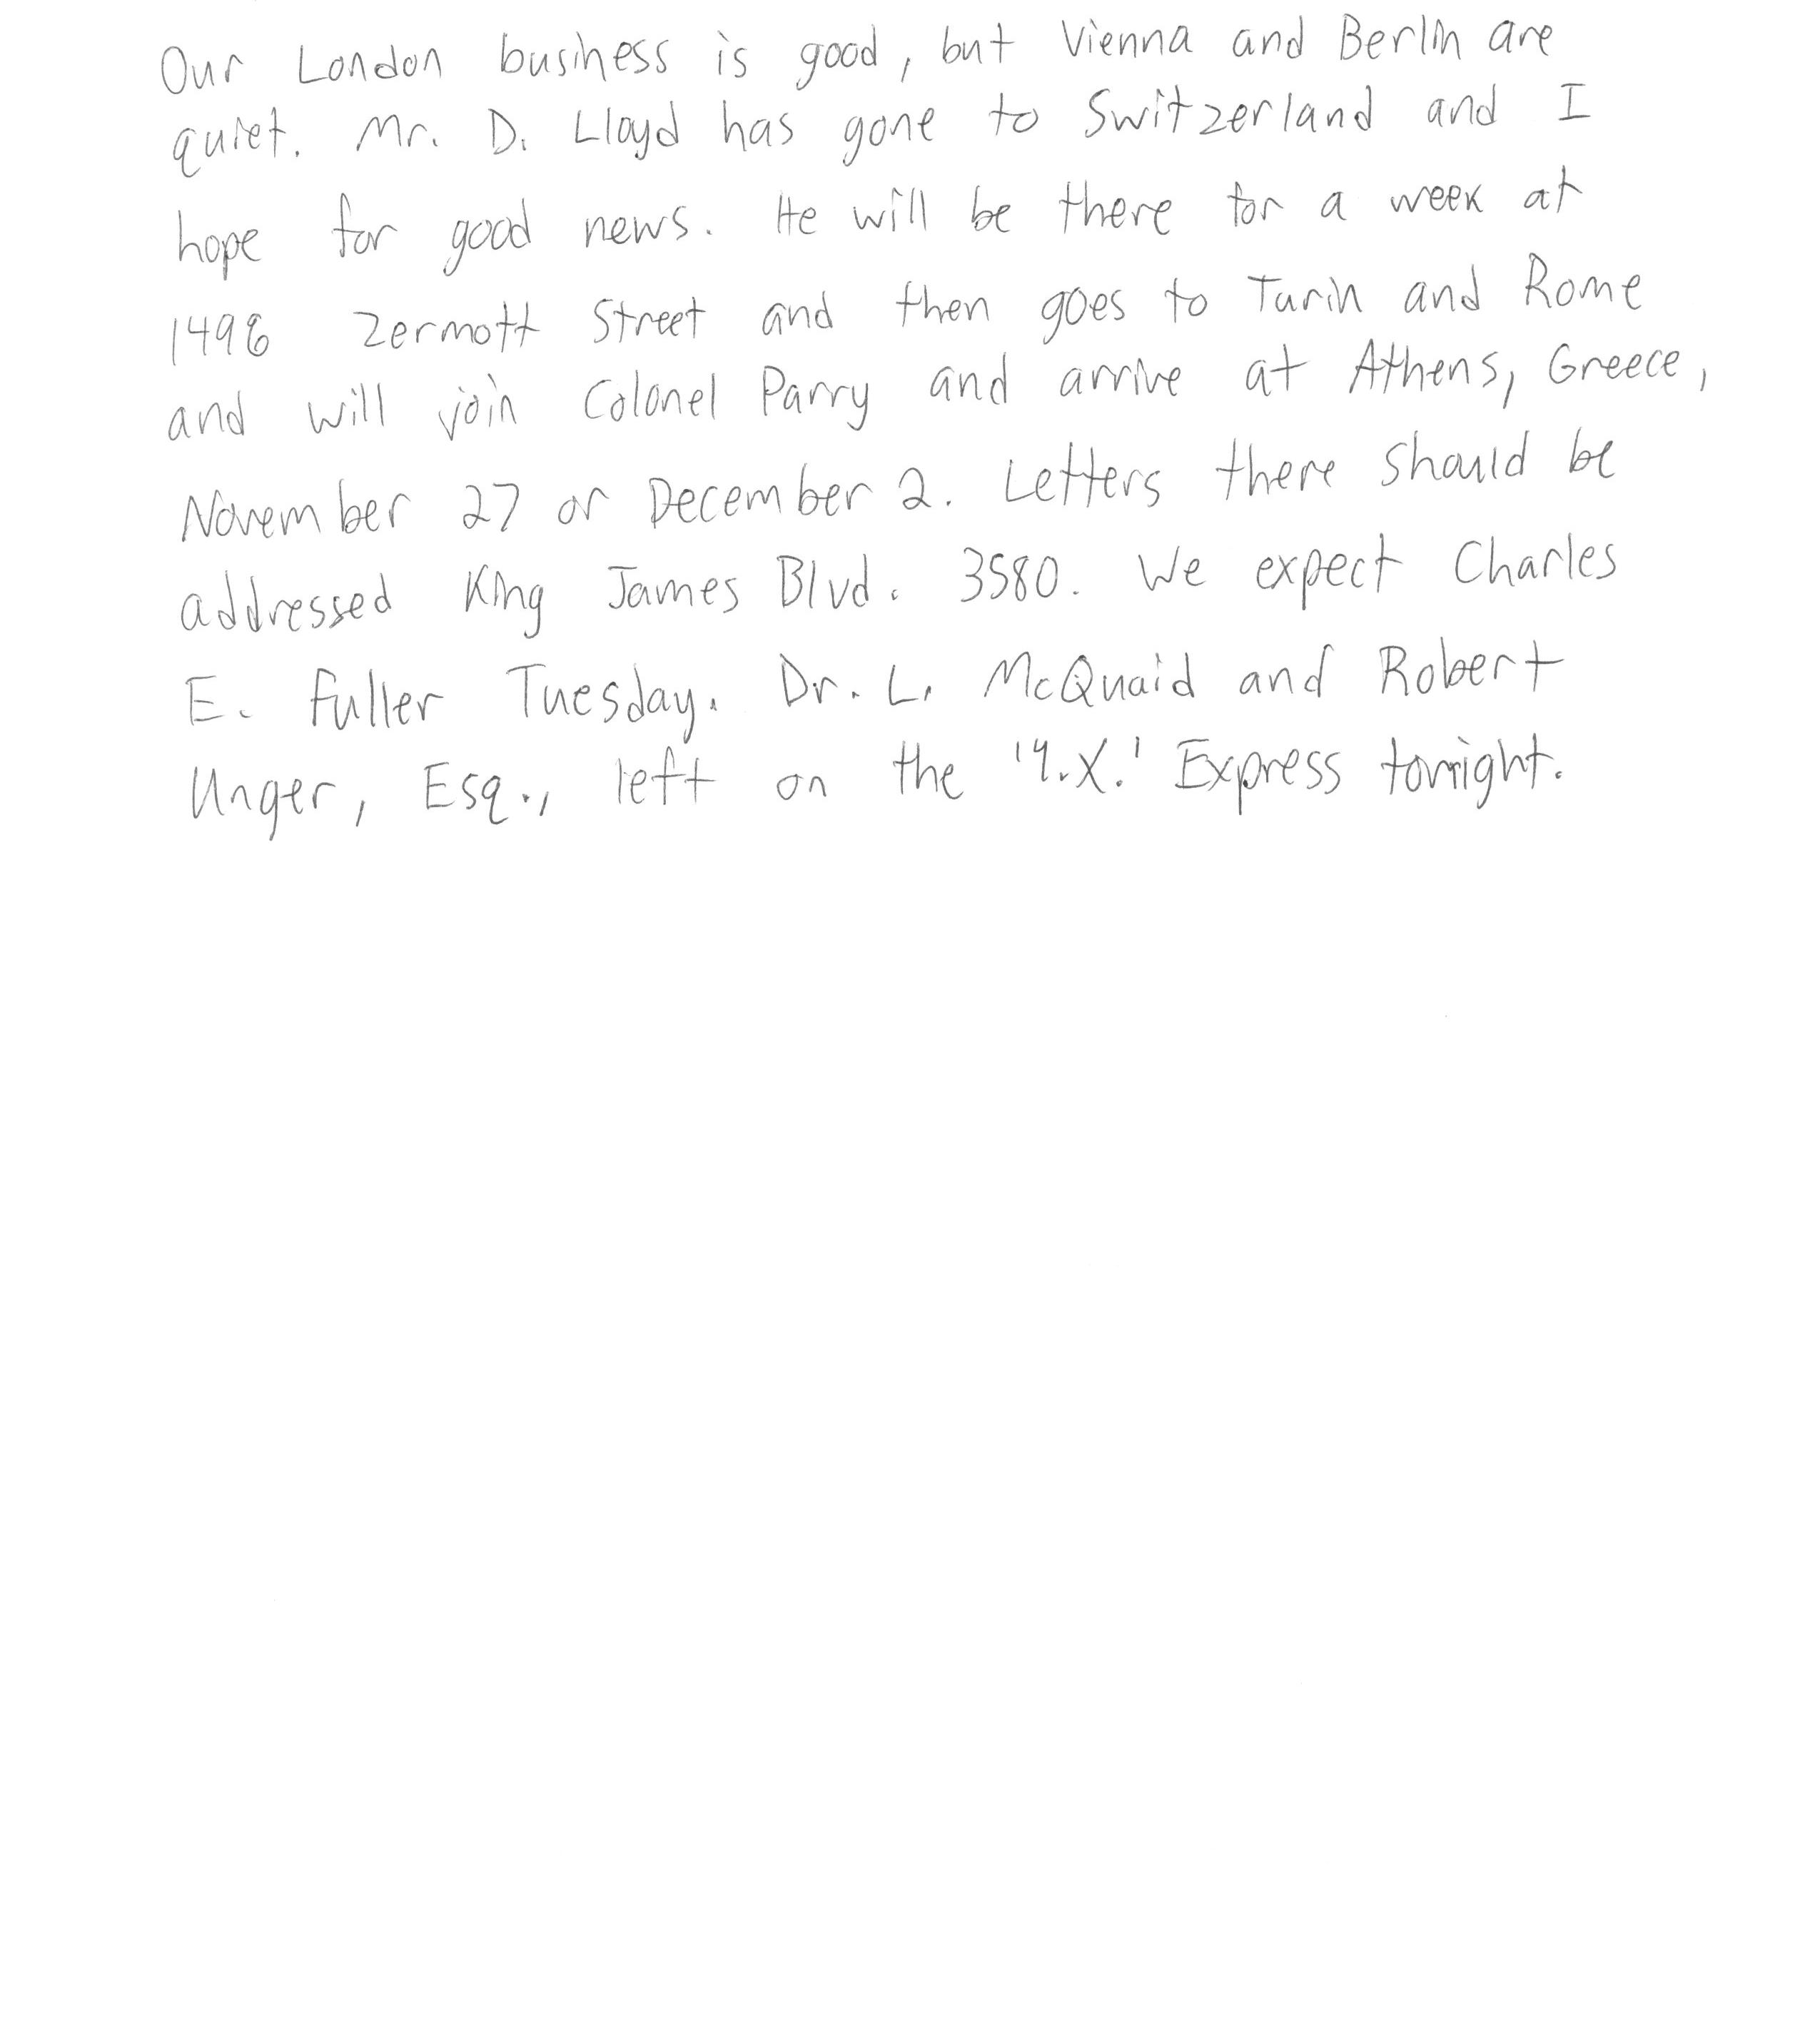 Our London business is good, but Vienna and Berlin are
quiet. Mr. D. Lloyd has gone to Switzerland and I
hope for good news. He will be there for a week at
1496 Zermott Street and then goes to Turin and Rome
and will join Colonel Parry and arrive at Athens, Greece,
November 27 or December 2. Letters there should be
addressed King James Blvd. 3580. We expect Charles
E. Fuller Tuesday. Dr. L. McQuaid and Robert
Unger, Esq., left on the 'Y.X.' Express tonight.